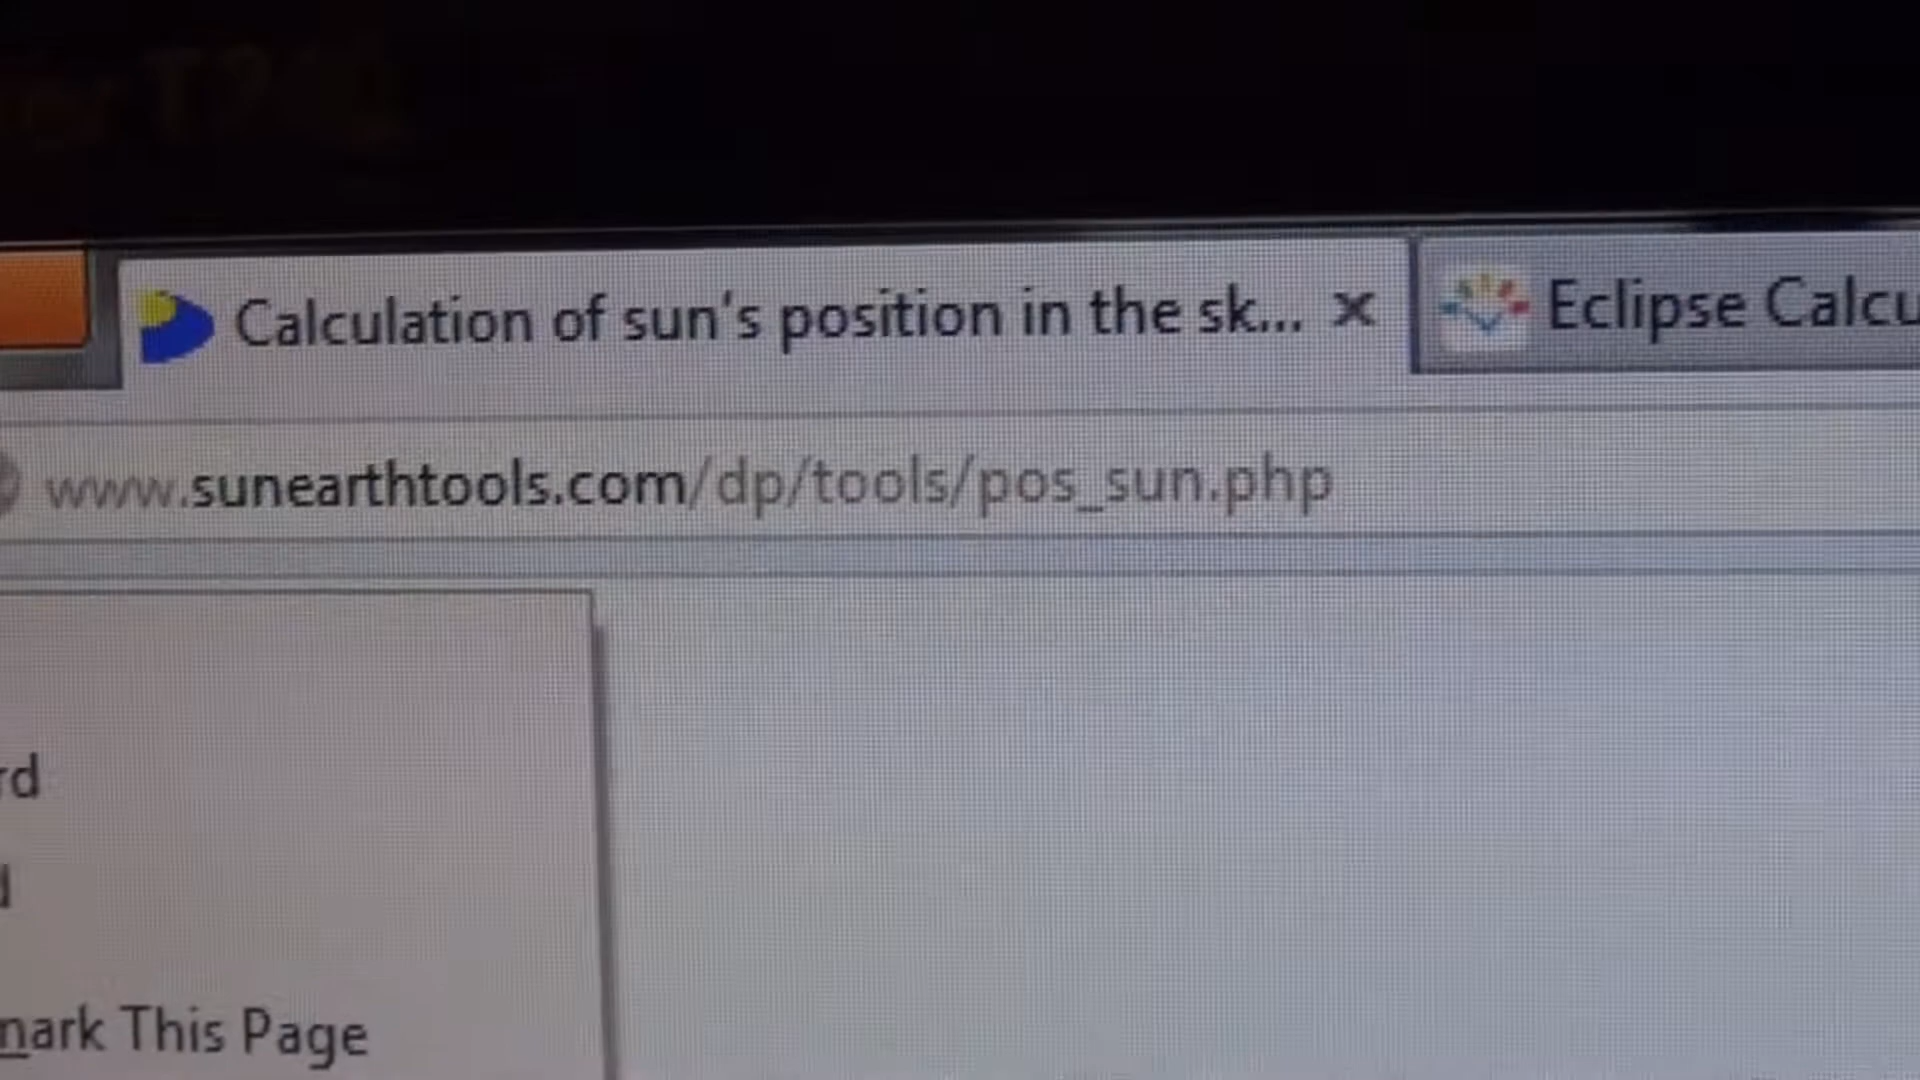 Calculation of sun's position in the sk... ×
Eclipse Calcu
www.sunearthtools.com/dp/tools/pos_sun.php
rd
d
mark This Page